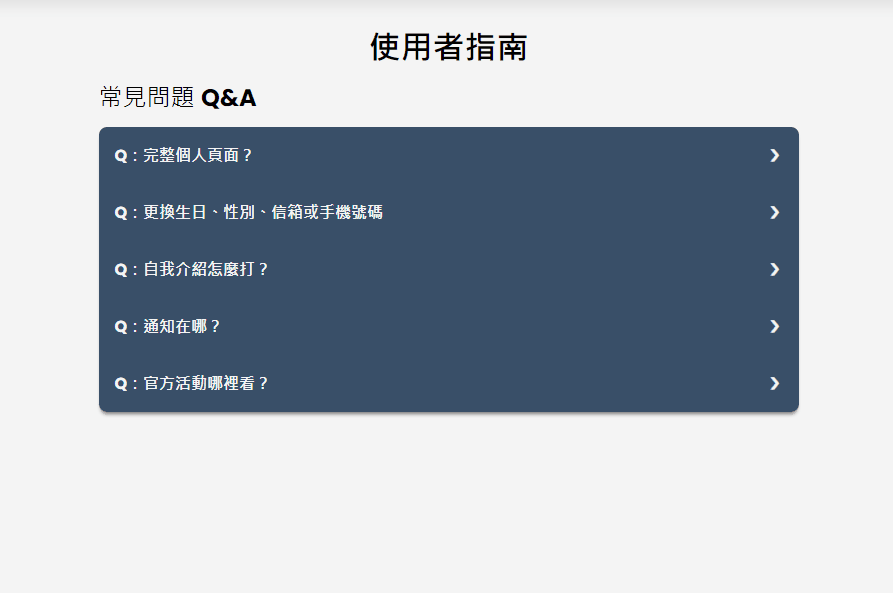 使用者指南
常見問題 Q&A
Q：完整個人頁面？
Q：更換生日、性別、信箱或手機號碼
Q：自我介紹怎麼打？
Q：通知在哪？
Q：官方活動哪裡看？